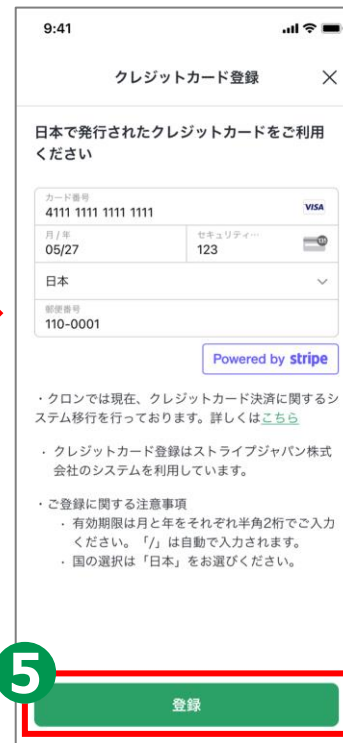 9:41
クレジットカード登録
日本で発行されたクレジットカードをご利用
ください
カード番号
4111 1111 1111 1111
VISA
月 / 年
05/27
セキュリティ…
123
日本
郵便番号
110-0001
Powered by stripe
・クロンでは現在、クレジットカード決済に関するシ
ステム移行を行っております。詳しくはこちら
・ クレジットカード登録はストライプジャパン株式
会社のシステムを利用しています。
・ご登録に関する注意事項
・ 有効期限は月と年をそれぞれ半角2桁でご入力
ください。「/」は自動で入力されます。
・ 国の選択は「日本」をお選びください。
5
登録